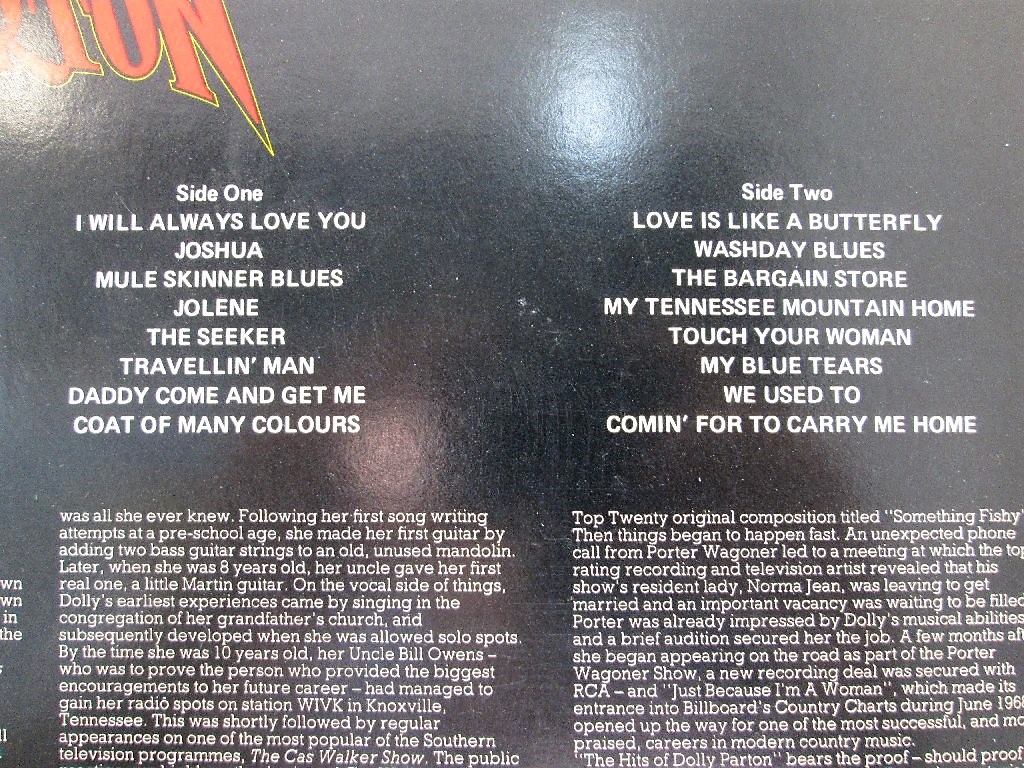 RTON
Side One
I WILL ALWAYS LOVE YOU
JOSHUA
MULE SKINNER BLUES
JOLENE
THE SEEKER
TRAVELLIN' MAN
DADDY COME AND GET ME
COAT OF MANY COLOURS
Side Two
LOVE IS LIKE A BUTTERFLY
WASHDAY BLUES
THE BARGAIN STORE
MY TENNESSEE MOUNTAIN HOME
TOUCH YOUR WOMAN
MY BLUE TEARS
WE USED TO
COMIN' FOR TO CARRY ME HOME
wn
wn
in
the
was all she ever knew. Following her first song writing
attempts at a pre-school age, she made her first guitar by
adding two bass guitar strings to an old, unused mandolin.
Later, when she was 8 years old, her uncle gave her first
real one, a little Martin guitar. On the vocal side of things,
Dolly's earliest experiences came by singing in the
congregation of her grandfather's church, and
subsequently developed when she was allowed solo spots.
By the time she was 10 years old, her Uncle Bill Owens –
who was to prove the person who provided the biggest
encouragements to her future career – had managed to
gain her radio spots on station WIVK in Knoxville,
Tennessee. This was shortly followed by regular
appearances on one of the most popular of the Southern
television programmes, The Cas Walker Show. The public
Top Twenty original composition titled "Something Fishy"
Then things began to happen fast. An unexpected phone
call from Porter Wagoner led to a meeting at which the top
rating recording and television artist revealed that his
show's resident lady, Norma Jean, was leaving to get
married and an important vacancy was waiting to be filled
Porter was already impressed by Dolly's musical abilities
and a brief audition secured her the job. A few months aft
she began appearing on the road as part of the Porter
Wagoner Show, a new recording deal was secured with
RCA – and "Just Because I'm A Woman", which made its
entrance into Billboard's Country Charts during June 1968
opened up the way for one of the most successful, and mo
praised, careers in modern country music.
"The Hits of Dolly Parton" bears the proof – should proof